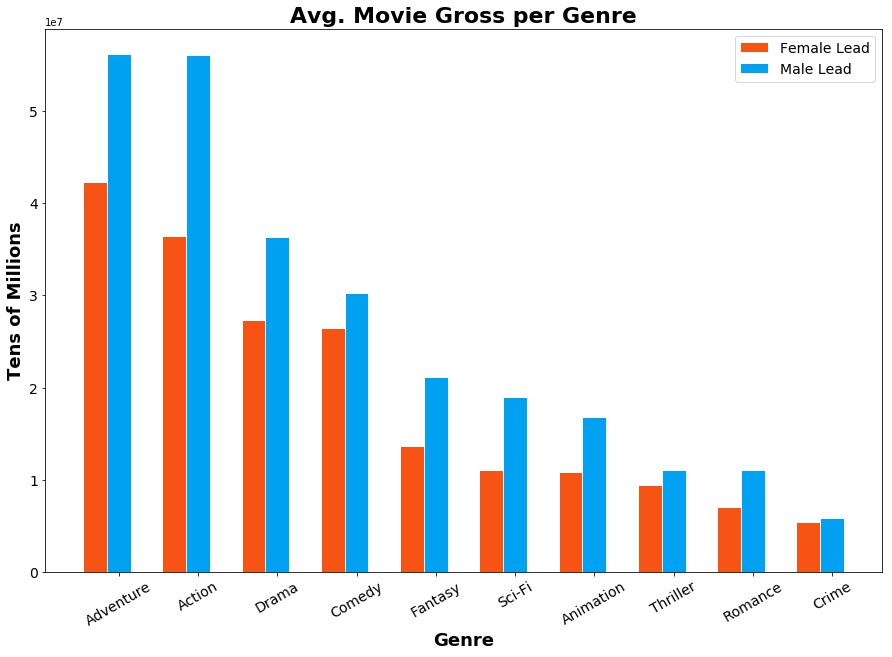 Avg. Movie Gross per Genre
1e7
Female Lead
Male Lead
Tens of Millions
5
4
3
2
1
0
Adventure
Action
Drama
Comedy
Fantasy
Sci-Fi
Animation
Thriller
Romance
Crime
Genre